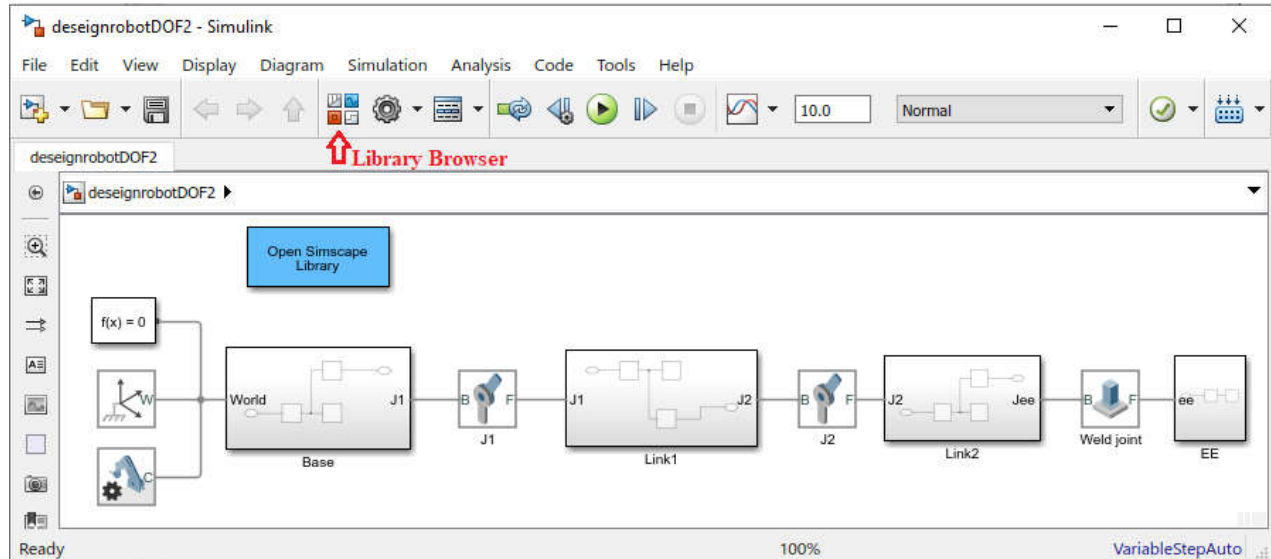 deseignrobotDOF2 - Simulink
File Edit View Display Diagram Simulation Analysis Code Tools Help
10.0 Normal
deseignrobotDOF2
Library Browser
deseignrobotDOF2
Open Simscape
Library
f(x) = 0
W
C
World J1
Base
B F
J1
J1 J2
Link1
B F
J2
J2 Jee
Link2
B F
Weld joint
ee
EE
Ready 100% VariableStepAuto